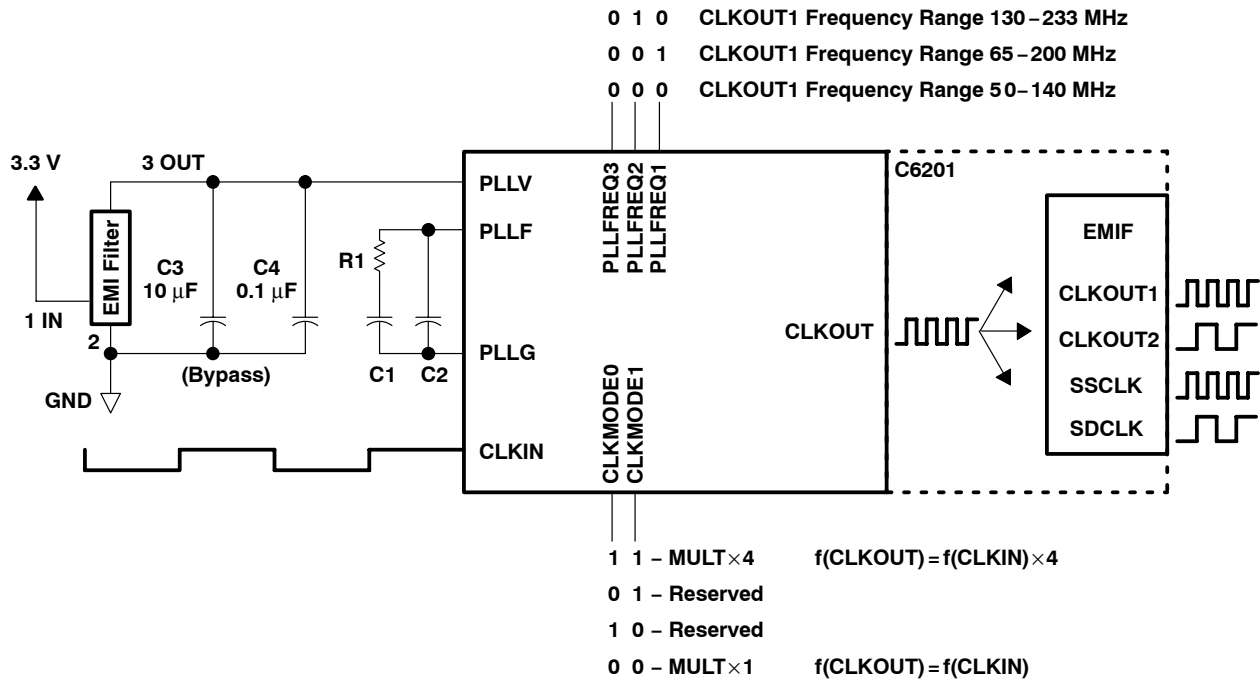 0 1 0 CLKOUT1 Frequency Range 130–233 MHz
0 0 1 CLKOUT1 Frequency Range 65–200 MHz
0 0 0 CLKOUT1 Frequency Range 50–140 MHz
3.3 V
3 OUT
EMI Filter
1 IN
2
GND
C3
10 μF
C4
0.1 μF
(Bypass)
R1
C1
C2
PLLV
PLLF
PLLG
CLKIN
PLLFREQ3
PLLFREQ2
PLLFREQ1
CLKMODE0
CLKMODE1
CLKOUT
C6201
EMIF
CLKOUT1
CLKOUT2
SSCLK
SDCLK
1 1 – MULT×4 f(CLKOUT)=f(CLKIN)×4
0 1 – Reserved
1 0 – Reserved
0 0 – MULT×1 f(CLKOUT)=f(CLKIN)